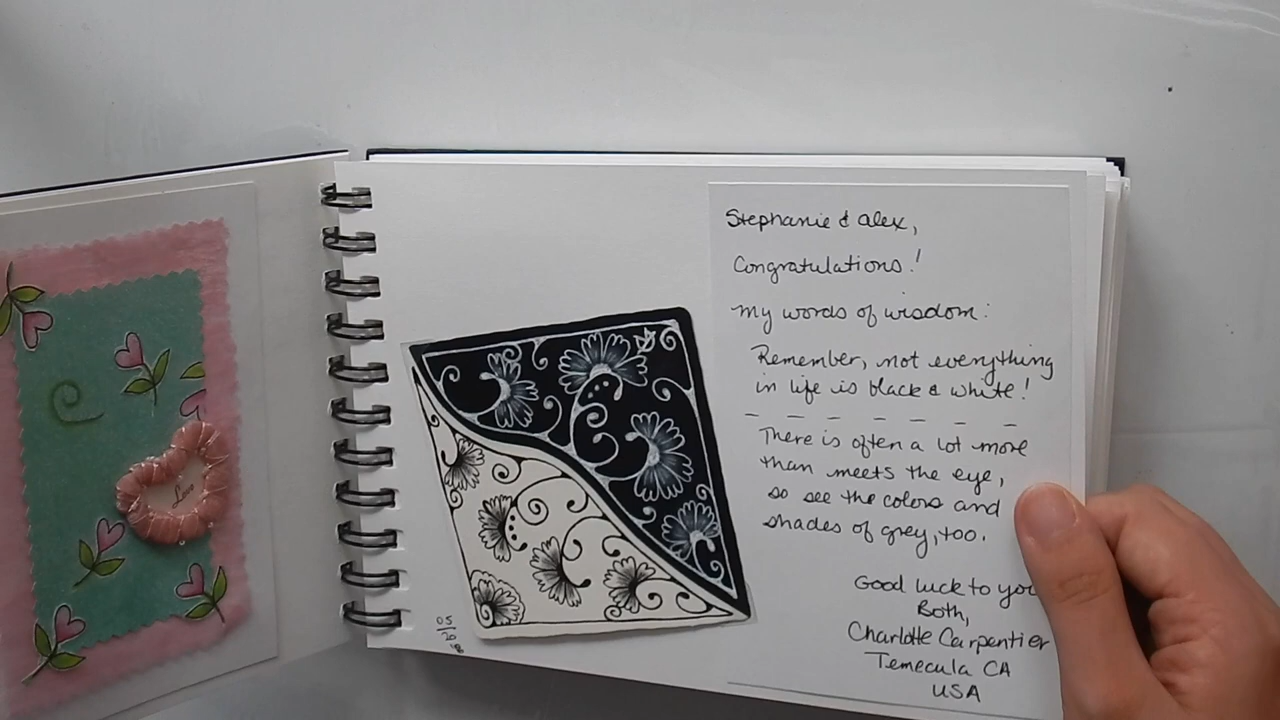 Love
Stephanie & Alex,
Congratulations!
My words of wisdom:
Remember, not everything
in life is black & white!
There is often a lot more
than meets the eye,
so see the colors and
shades of grey, too.
Good luck to you
Both,
Charlotte Carpentier
Temecula CA
USA
05/20